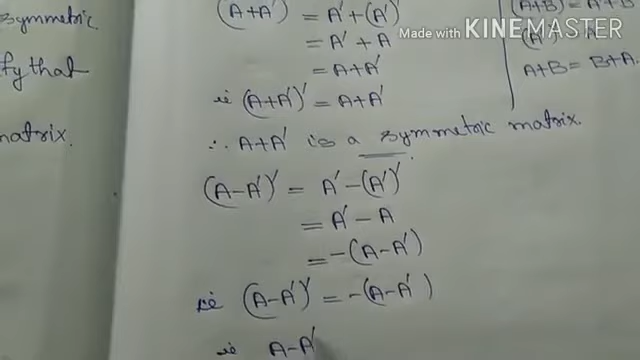 symmetric
fy that
matrix.
(A+A')' = A'+(A')'
= A'+A
= A+A'
ie (A+A')' = A+A'
∴ A+A' is a symmetric matrix.
(A-A')' = A'-(A')'
= A'-A
= -(A-A')
ie (A-A')' = -(A-A')
ie A-A'
Made with KINEMASTER
(A+B)' = A'+B'
(A')' = A
A+B = B+A.